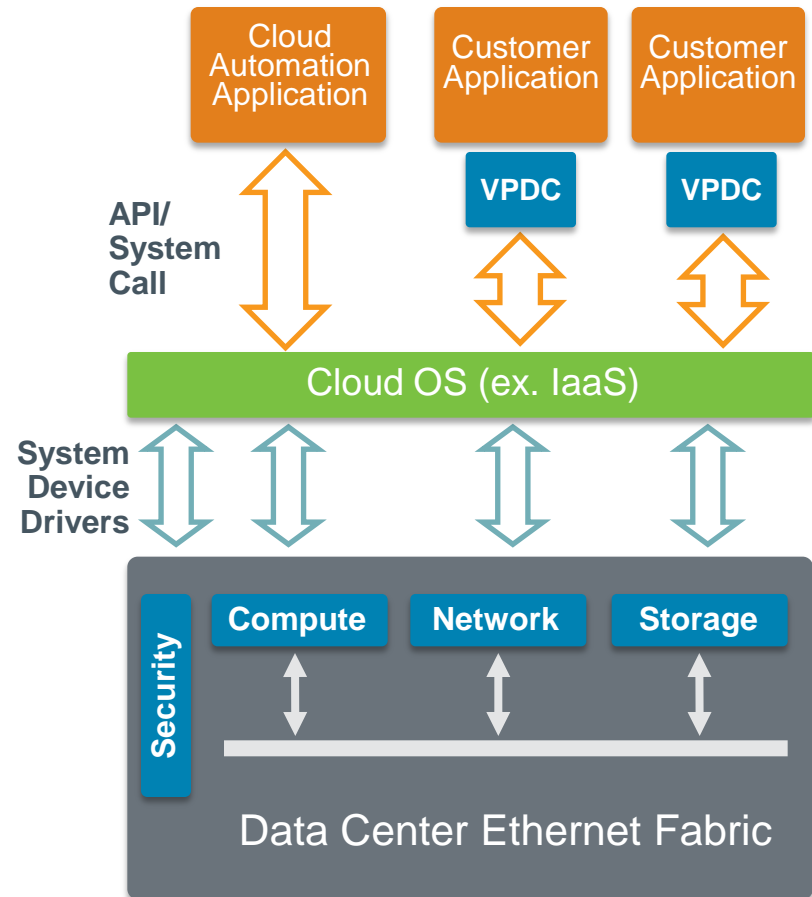 Cloud
Automation
Application
Customer
Application
Customer
Application
VPDC
VPDC
API/
System
Call
Cloud OS (ex. IaaS)
System
Device
Drivers
Security
Compute
Network
Storage
Data Center Ethernet Fabric